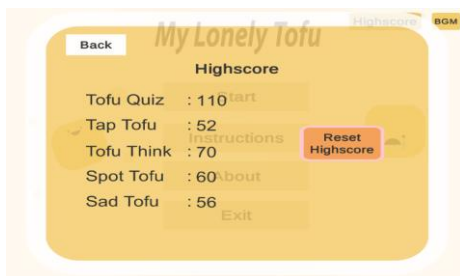 My Lonely Tofu
Highscore
BGM
Back
Highscore
Start
Tofu Quiz : 110
Tap Tofu : 52
Instructions
Tofu Think : 70
Reset
Highscore
Spot Tofu : 60
About
Sad Tofu : 56
Exit